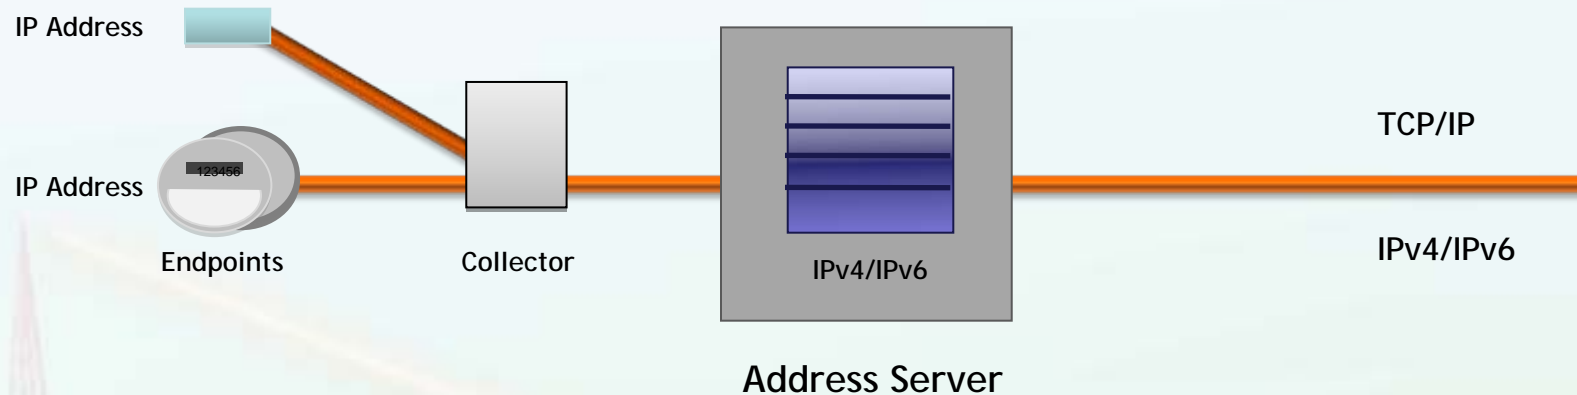 IP Address
IP Address
123456
Endpoints
Collector
IPv4/IPv6
Address Server
TCP/IP
IPv4/IPv6